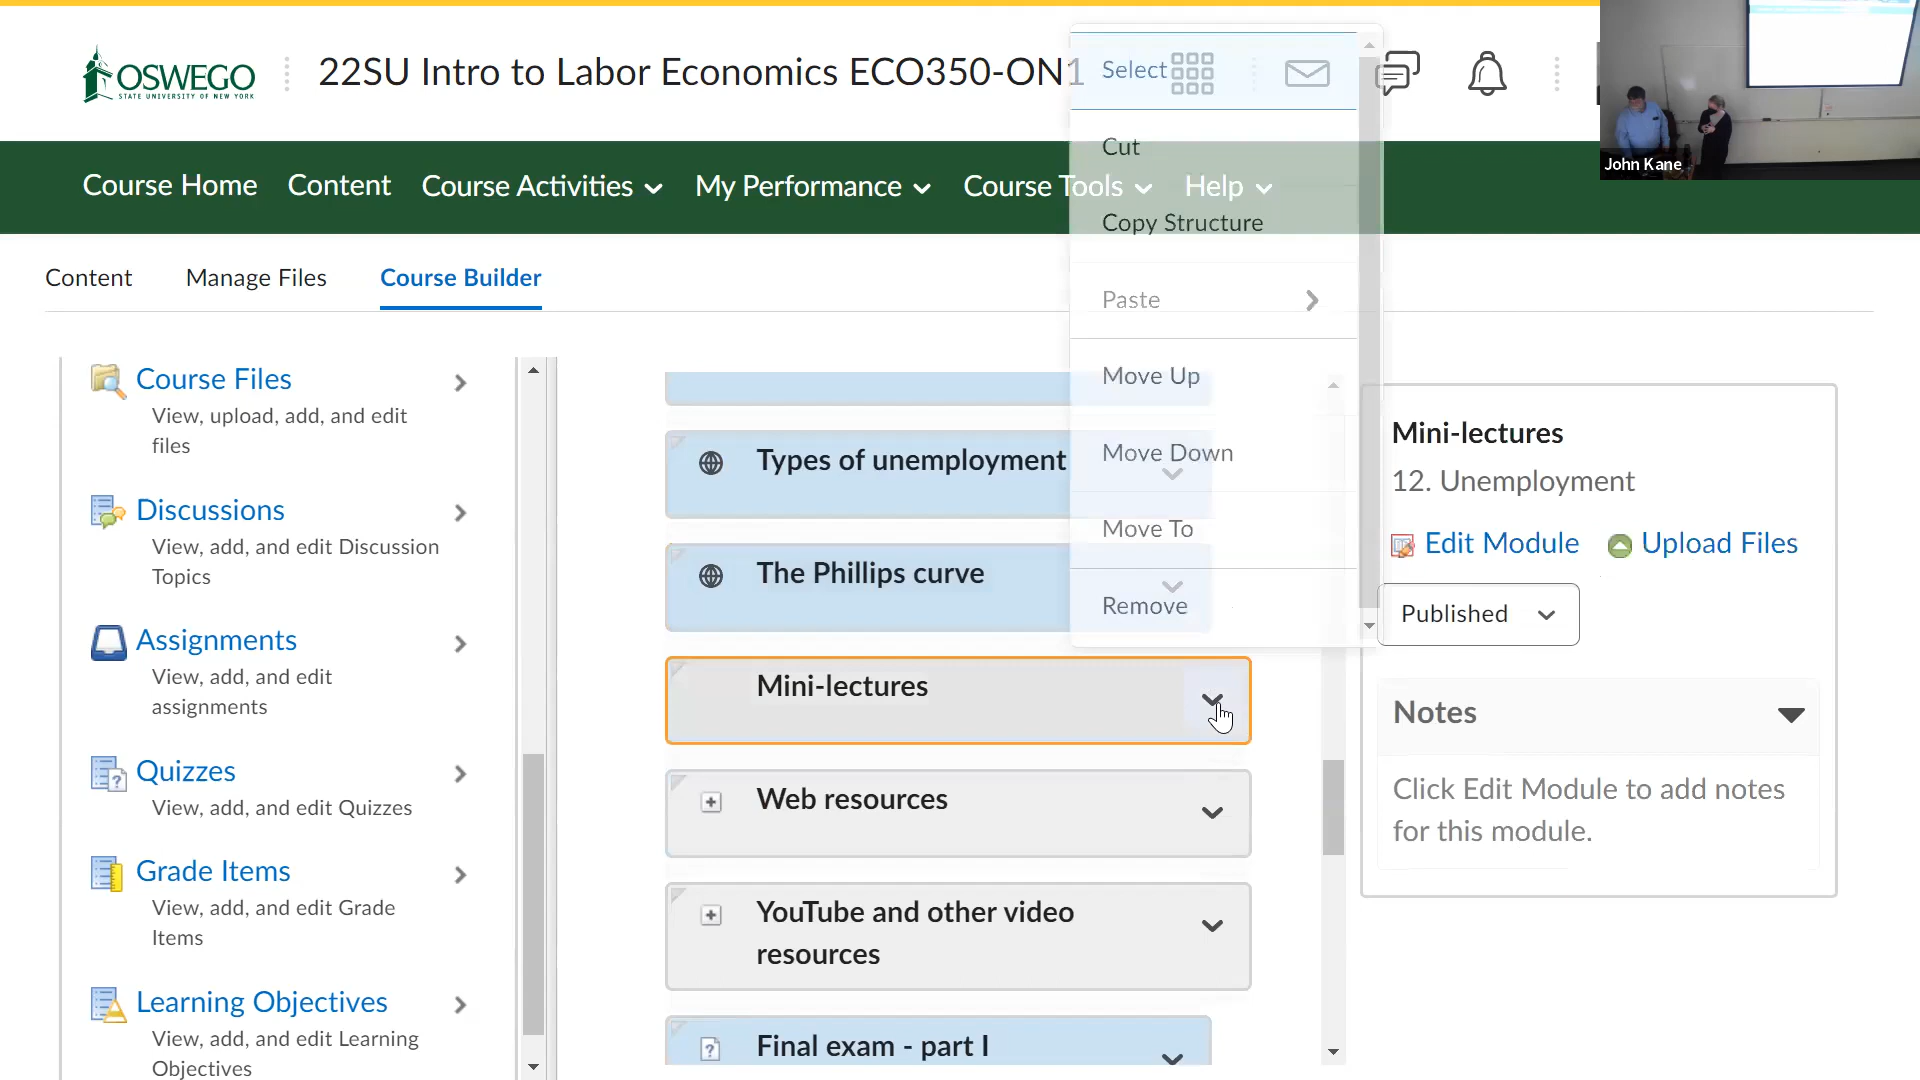 OSWEGO
STATE UNIVERSITY OF NEW YORK
22SU Intro to Labor Economics ECO350-ON1
Select
Cut
Copy Structure
Paste
Move Up
Move Down
Move To
Remove
John Kane
Course Home
Content
Course Activities
My Performance
Course Tools
Help
Content
Manage Files
Course Builder
Course Files
View, upload, add, and edit
files
Discussions
View, add, and edit Discussion
Topics
Assignments
View, add, and edit
assignments
Quizzes
View, add, and edit Quizzes
Grade Items
View, add, and edit Grade
Items
Learning Objectives
View, add, and edit Learning
Objectives
Types of unemployment
The Phillips curve
Mini-lectures
Web resources
YouTube and other video
resources
Final exam - part I
Mini-lectures
12. Unemployment
Edit Module
Upload Files
Published
Notes
Click Edit Module to add notes
for this module.